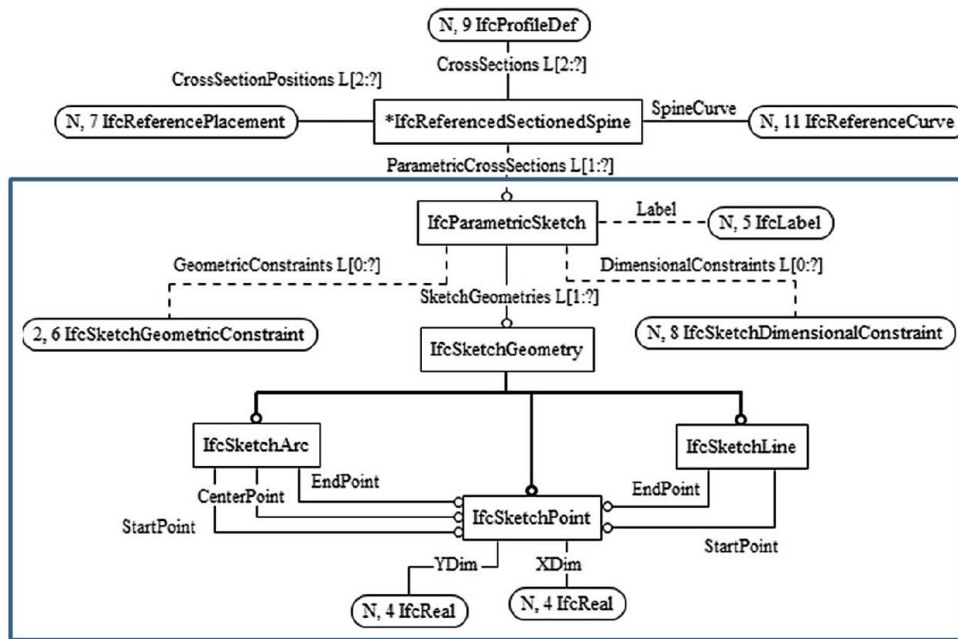 N, 9 IfcProfileDef
CrossSections L[2:?]
CrossSectionPositions L[2:?]
N, 7 IfcReferencePlacement
*IfcReferencedSectionedSpine
SpineCurve
N, 11 IfcReferenceCurve
ParametricCrossSections L[1:?]
IfcParametricSketch
Label
N, 5 IfcLabel
GeometricConstraints L[0:?]
DimensionalConstraints L[0:?]
SketchGeometries L[1:?]
2, 6 IfcSketchGeometricConstraint
N, 8 IfcSketchDimensionalConstraint
IfcSketchGeometry
IfcSketchArc
IfcSketchLine
EndPoint
CenterPoint
StartPoint
IfcSketchPoint
EndPoint
StartPoint
YDim
XDim
N, 4 IfcReal
N, 4 IfcReal